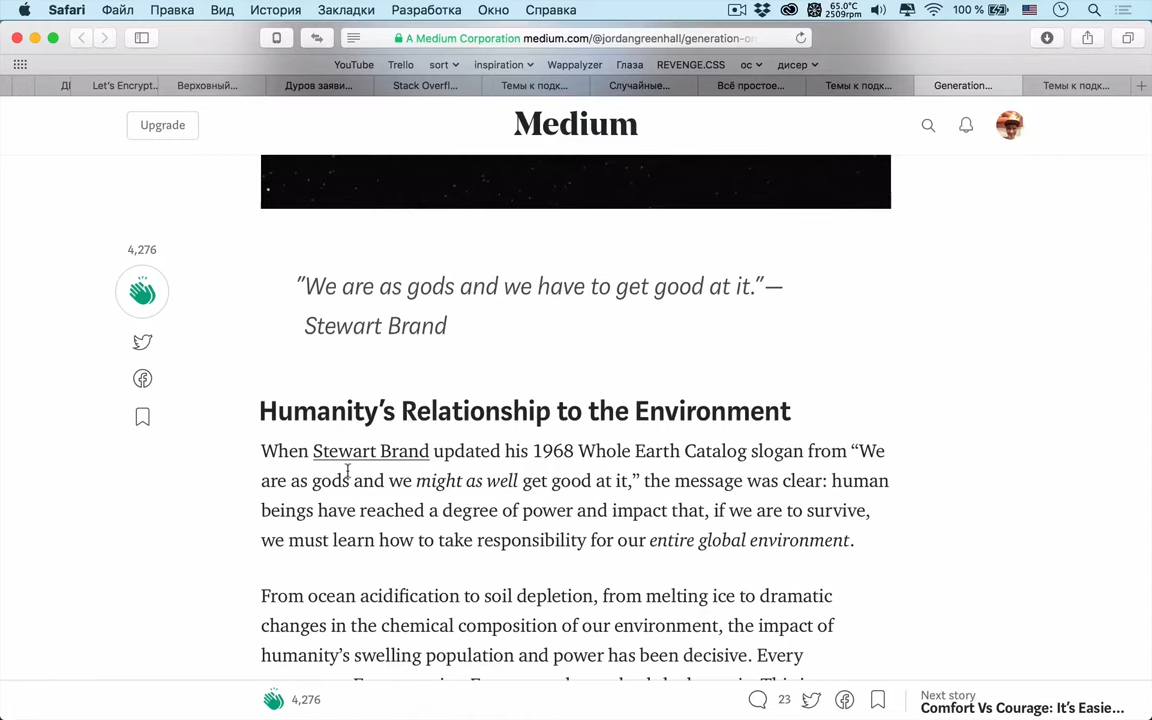 Safari Файл Правка Вид История Закладки Разработка Окно Справка 65.0°C 2509rpm 100 %
A Medium Corporation medium.com/@jordangreenhall/generation-on
YouTube Trello sort inspiration Wappalyzer Глаза REVENGE.CSS ос дисер
Let's Encrypt... Верховный... Дуров заяви... Stack Overfl... Темы к подк... Случайные... Всё простое... Темы к подк... Generation... Темы к подк...
Upgrade Medium
4,276
"We are as gods and we have to get good at it."—
Stewart Brand
Humanity's Relationship to the Environment
When Stewart Brand updated his 1968 Whole Earth Catalog slogan from “We
are as gods and we might as well get good at it,” the message was clear: human
beings have reached a degree of power and impact that, if we are to survive,
we must learn how to take responsibility for our entire global environment.
From ocean acidification to soil depletion, from melting ice to dramatic
changes in the chemical composition of our environment, the impact of
humanity's swelling population and power has been decisive. Every
4,276 23 Next story
Comfort Vs Courage: It's Easie...